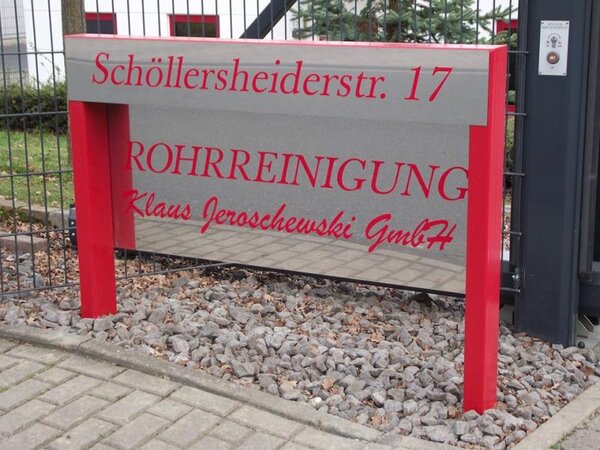 Schöllersheiderstr. 17
ROHRREINIGUNG
Klaus Jeroschewski GmbH